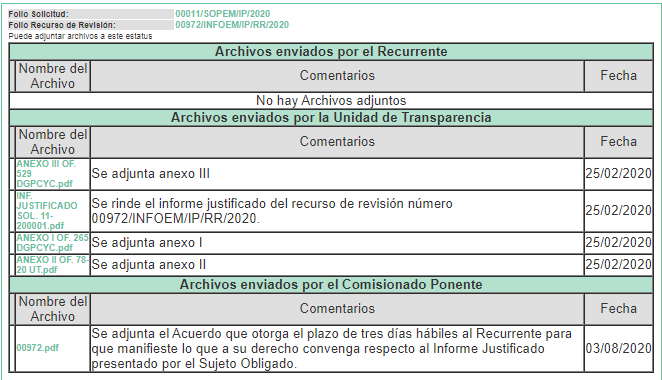 Folio Solicitud: 00011/SOPEM/IP/2020
Folio Recurso de Revisión: 00972/INFOEM/IP/RR/2020
Puede adjuntar archivos a este estatus
Archivos enviados por el Recurrente
Nombre del Archivo Comentarios Fecha
No hay Archivos adjuntos
Archivos enviados por la Unidad de Transparencia
Nombre del Archivo Comentarios Fecha
ANEXO III OF.
529
DGPCYC.pdf
Se adjunta anexo III 25/02/2020
INF.
JUSTIFICADO
SOL. 11-
200001.pdf
Se rinde el informe justificado del recurso de revisión número
00972/INFOEM/IP/RR/2020.
25/02/2020
ANEXO I OF. 265
DGPCYC.pdf
Se adjunta anexo I 25/02/2020
ANEXO II OF. 78-
20 UT.pdf
Se adjunta anexo II 25/02/2020
Archivos enviados por el Comisionado Ponente
Nombre del Archivo Comentarios Fecha
00972.pdf
Se adjunta el Acuerdo que otorga el plazo de tres días hábiles al Recurrente para
que manifieste lo que a su derecho convenga respecto al Informe Justificado
presentado por el Sujeto Obligado.
03/08/2020